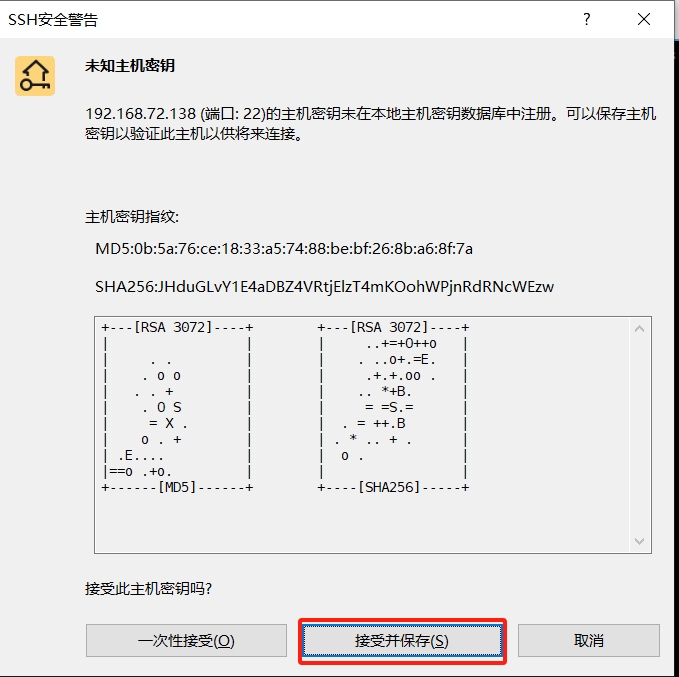 SSH安全警告
未知主机密钥
192.168.72.138 (端口: 22)的主机密钥未在本地主机密钥数据库中注册。可以保存主机
密钥以验证此主机以供将来连接。
主机密钥指纹:
MD5:0b:5a:76:ce:18:33:a5:74:88:be:bf:26:8b:a6:8f:7a
SHA256:JHduGLvY1E4aDBZ4VRtjElzT4mKOohWPjnRdRNcWEzw
+---[RSA 3072]----+       +---[RSA 3072]----+
|                 |       |     ..+=+O++o   |
|     . .         |       |    . ..o+.=E.   |
|    . o o        |       |     .+.+.oo .   |
|   . . +         |       |    .. *+B.      |
|    . O S        |       |     = =S.=      |
|     = X .       |       |  . = ++.B       |
|    o . +        |       | . * .. + .      |
| .E....          |       |  o .            |
|==o .+o.         |       |                 |
+------[MD5]------+       +----[SHA256]-----+
接受此主机密钥吗?
一次性接受(O) 接受并保存(S) 取消